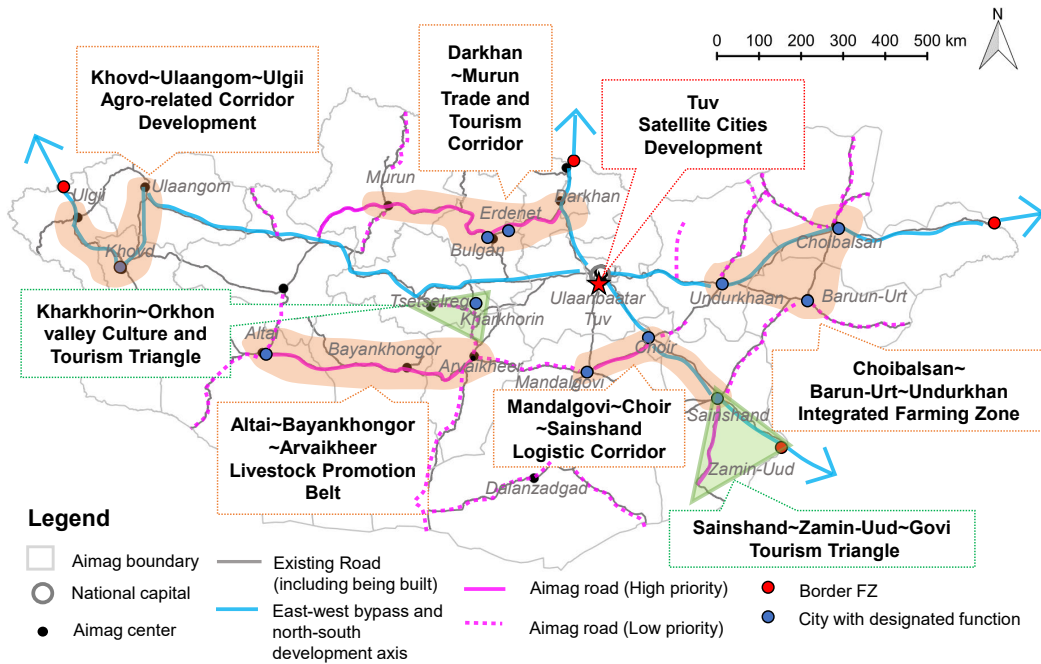 N
0 100 200 300 400 500 km
Khovd~Ulaangom~Ulgii
Agro-related Corridor
Development
Darkhan
~Murun
Trade and
Tourism
Corridor
Tuv
Satellite Cities
Development
Ulgii
Ulaangom
Khovd
Murun
Erdenet
Bulgan
Darkhan
Choibalsan
Undurkhaan
Baruun-Urt
Ulaanbaatar
Tuv
Tsetselreg
Kharkhorin
Kharkhorin~Orkhon
valley Culture and
Tourism Triangle
Altai
Bayankhongor
Arvaikheer
Choir
Mandalgovi
Sainshand
Zamin-Uud
Dalanzadgad
Altai~Bayankhongor
~Arvaikheer
Livestock Promotion
Belt
Mandalgovi~Choir
~Sainshand
Logistic Corridor
Choibalsan~
Barun-Urt~Undurkhan
Integrated Farming Zone
Sainshand~Zamin-Uud~Govi
Tourism Triangle
Legend
Aimag boundary
National capital
Aimag center
Existing Road
(including being built)
East-west bypass and
north-south
development axis
Aimag road (High priority)
Aimag road (Low priority)
Border FZ
City with designated function